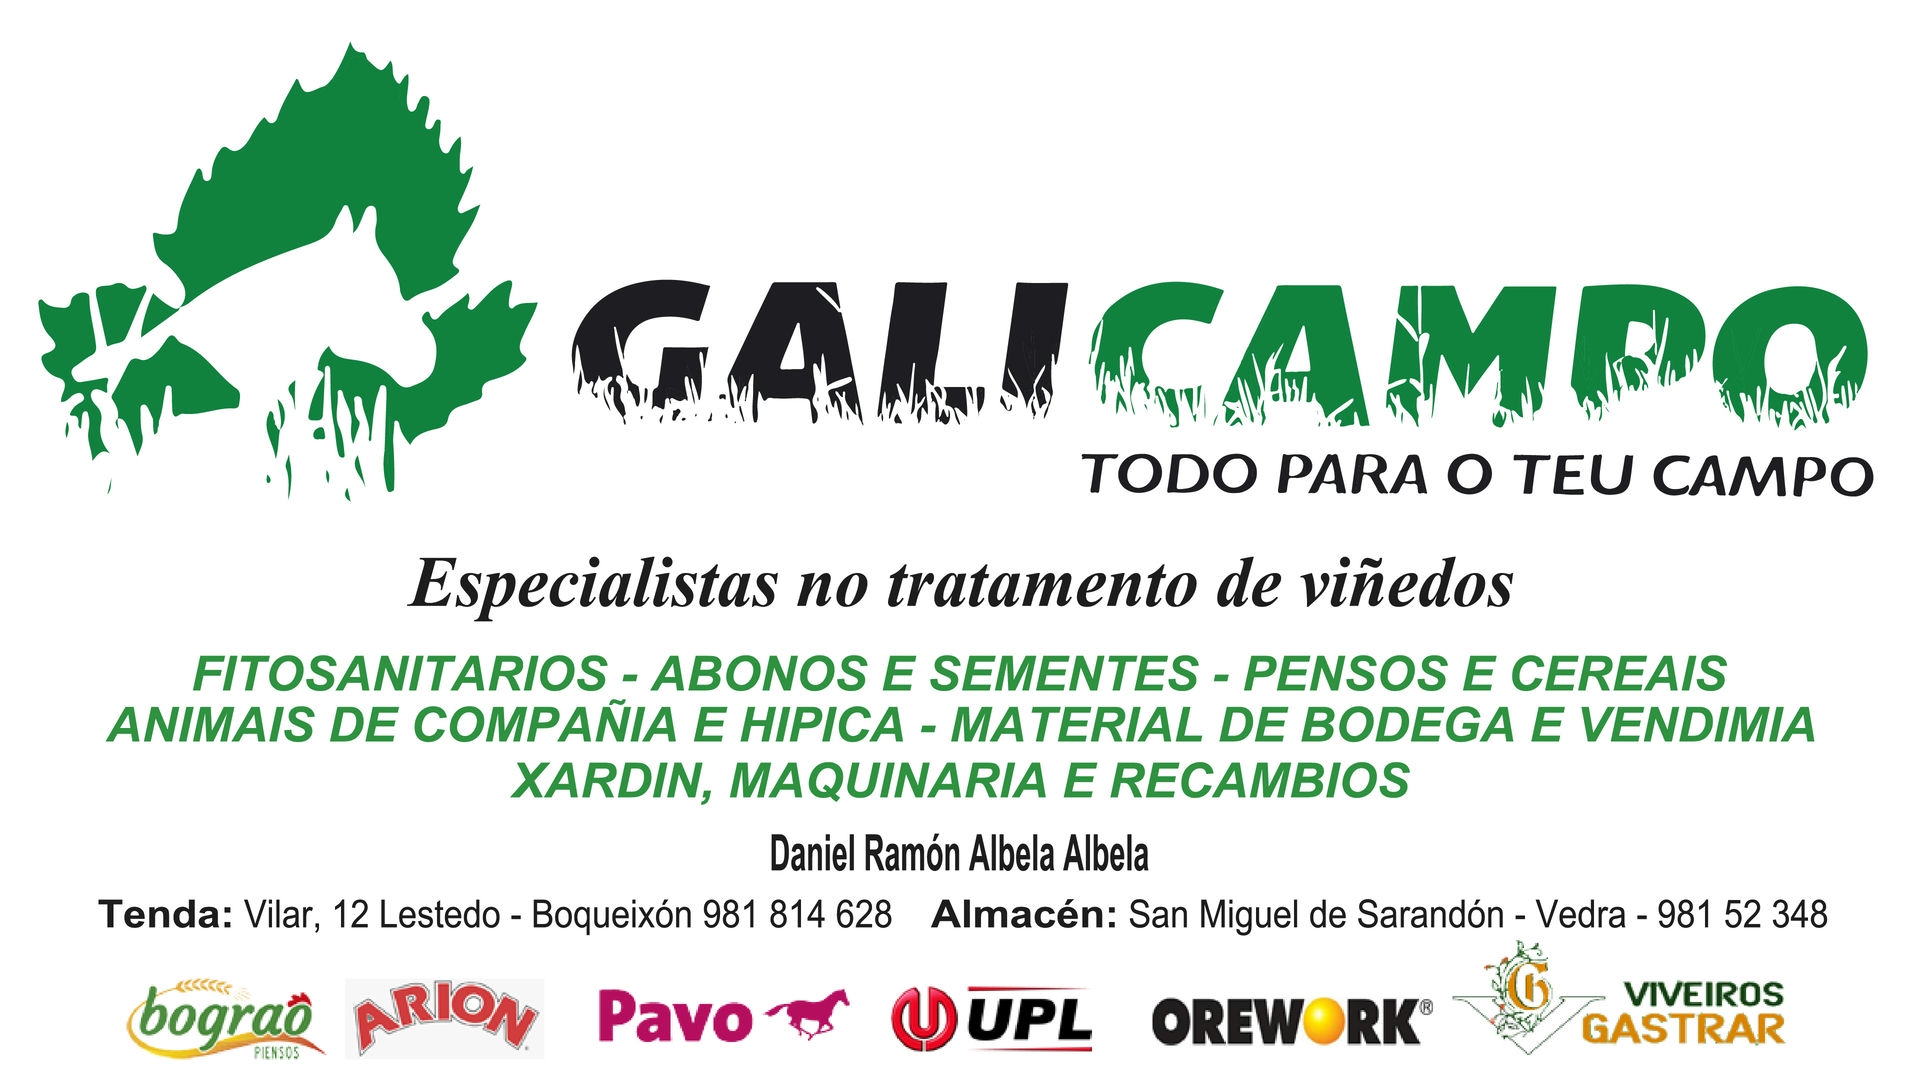 GALICAMPO
TODO PARA O TEU CAMPO
Especialistas no tratamento de viñedos
FITOSANITARIOS - ABONOS E SEMENTES - PENSOS E CEREAIS
ANIMAIS DE COMPAÑIA E HIPICA - MATERIAL DE BODEGA E VENDIMIA
XARDIN, MAQUINARIA E RECAMBIOS
Daniel Ramón Albela Albela
Tenda: Vilar, 12 Lestedo - Boqueixón 981 814 628 Almacén: San Miguel de Sarandón - Vedra - 981 52 348
bograo PIENSOS ARION Pavo UPL OREWORK® G VIVEIROS GASTRAR